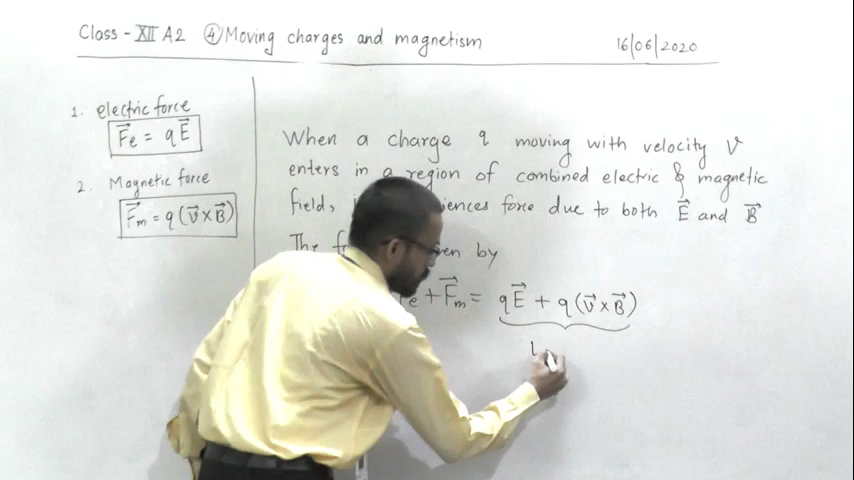 Class - XII A2 ④ Moving charges and magnetism
16/06/2020
1. electric force
F⃗e = qE⃗
2. Magnetic force
F⃗m = q(v⃗ × B⃗)
When a charge q moving with velocity v
enters in a region of combined electric & magnetic
field, force due to both E⃗ and B⃗
The by
e + F⃗m = qE⃗ + q(v⃗ × B⃗)
L